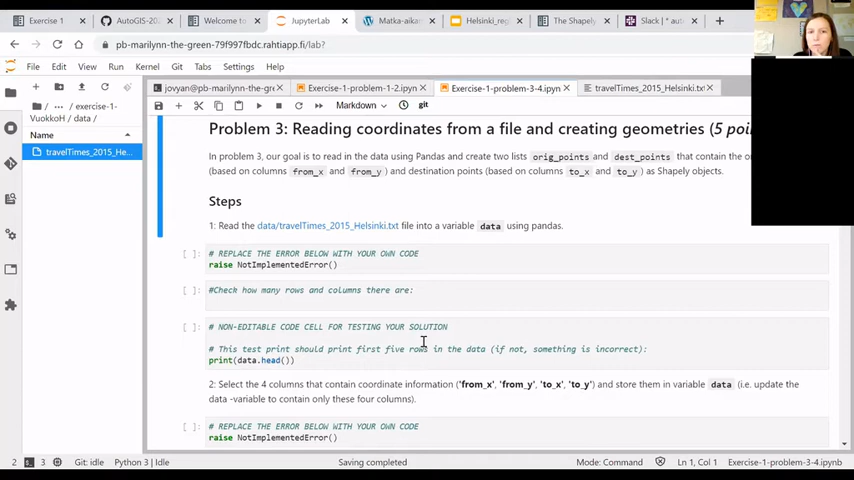 Exercise 1
AutoGIS-202
Welcome to
JupyterLab
Matka-aikan
Helsinki_regi
The Shapely
Slack | * auto
pb-marilynn-the-green-79f997fbdc.rahtiapp.fi/lab?
File Edit View Run Kernel Git Tabs Settings Help
jovyan@pb-marilynn-the-gre
Exercise-1-problem-1-2.ipynb
Exercise-1-problem-3-4.ipynb
travelTimes_2015_Helsinki.txt
Markdown
git
/ ··· / exercise-1-
VuokkoH / data /
Name
travelTimes_2015_He...
Problem 3: Reading coordinates from a file and creating geometries (5 poi
In problem 3, our goal is to read in the data using Pandas and create two lists orig_points and dest_points that contain the o
(based on columns from_x and from_y) and destination points (based on columns to_x and to_y) as Shapely objects.
Steps
1: Read the data/travelTimes_2015_Helsinki.txt file into a variable data using pandas.
[ ]: # REPLACE THE ERROR BELOW WITH YOUR OWN CODE
raise NotImplementedError()
[ ]: #Check how many rows and columns there are:
[ ]: # NON-EDITABLE CODE CELL FOR TESTING YOUR SOLUTION
# This test print should print first five rows in the data (if not, something is incorrect):
print(data.head())
2: Select the 4 columns that contain coordinate information ('from_x', 'from_y', 'to_x', 'to_y') and store them in variable data (i.e. update the
data -variable to contain only these four columns).
[ ]: # REPLACE THE ERROR BELOW WITH YOUR OWN CODE
raise NotImplementedError()
2 3 Git: idle Python 3 | Idle Saving completed Mode: Command Ln 1, Col 1 Exercise-1-problem-3-4.ipynb